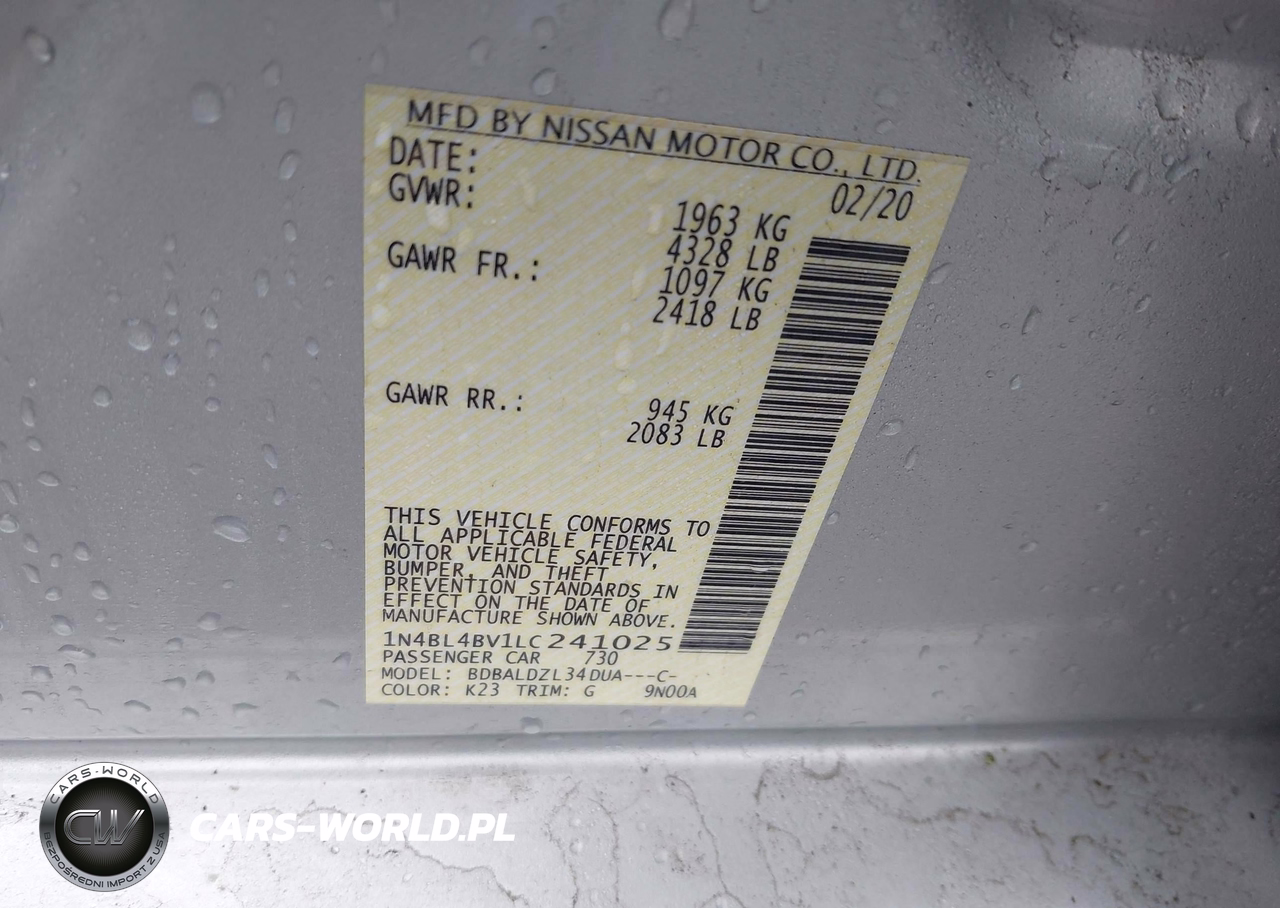 MFD BY NISSAN MOTOR CO., LTD.
DATE: 02/20
GVWR: 1963 KG
4328 LB
GAWR FR.: 1097 KG
2418 LB
GAWR RR.: 945 KG
2083 LB
THIS VEHICLE CONFORMS TO
ALL APPLICABLE FEDERAL
MOTOR VEHICLE SAFETY,
BUMPER, AND THEFT
PREVENTION STANDARDS IN
EFFECT ON THE DATE OF
MANUFACTURE SHOWN ABOVE.
1N4BL4BV1LC241025
PASSENGER CAR 730
MODEL: BDBALDZL34DUA---C-
COLOR: K23 TRIM: G 9N00A
CARS-WORLD
CW
BEZPOŚREDNI IMPORT Z USA
CARS-WORLD.PL